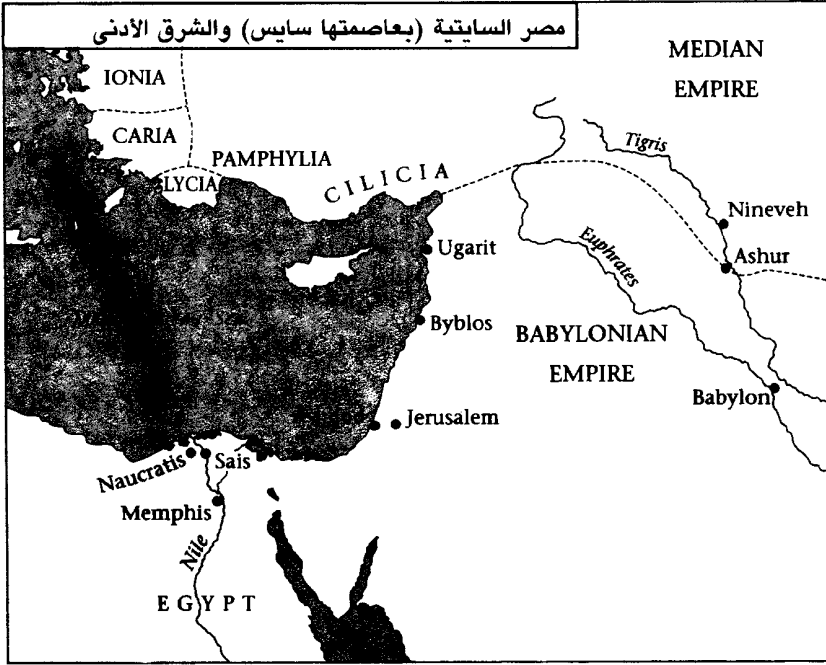 مصر السايتية (بعاصمتها سايس) والشرق الأدنى
MEDIAN
EMPIRE
IONIA
CARIA
Tigris
PAMPHYLIA
LYCIA
CILICIA
Nineveh
Ugarit
Euphrates
Ashur
Byblos
BABYLONIAN
EMPIRE
Babylon
Jerusalem
Naucratis
Sais
Memphis
Nile
EGYPT